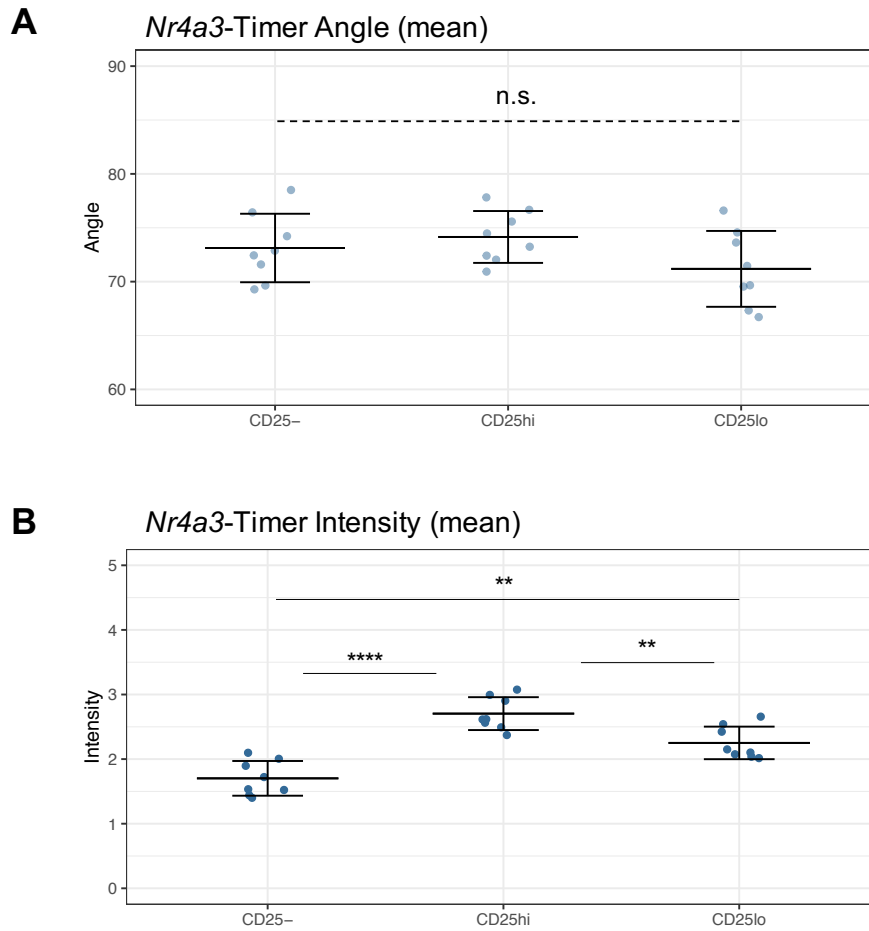 A
Nr4a3-Timer Angle (mean)
90
n.s.
80
Angle
70
60
CD25–
CD25hi
CD25lo
B
Nr4a3-Timer Intensity (mean)
5
**
4
****
**
3
Intensity
2
1
0
CD25–
CD25hi
CD25lo